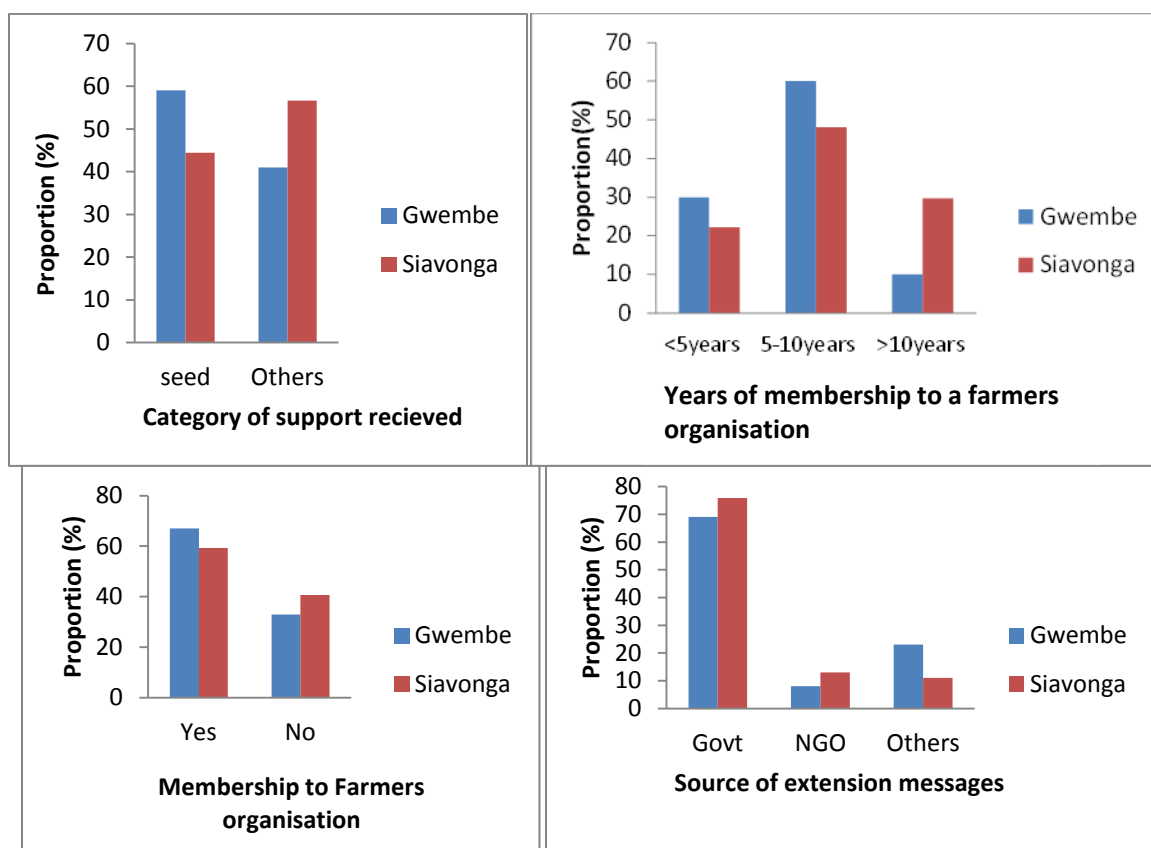 70
60
50
40
30
20
10
0
Proportion (%)
seed Others
Category of support recieved
Gwembe
Siavonga
70
60
50
40
30
20
10
0
Proportion(%)
<5years 5-10years >10years
Years of membership to a farmers
organisation
Gwembe
Siavonga
80
60
40
20
0
Proportion (%)
Yes No
Membership to Farmers
organisation
Gwembe
Siavonga
80
70
60
50
40
30
20
10
0
Proportion (%)
Govt NGO Others
Source of extension messages
Gwembe
Siavonga